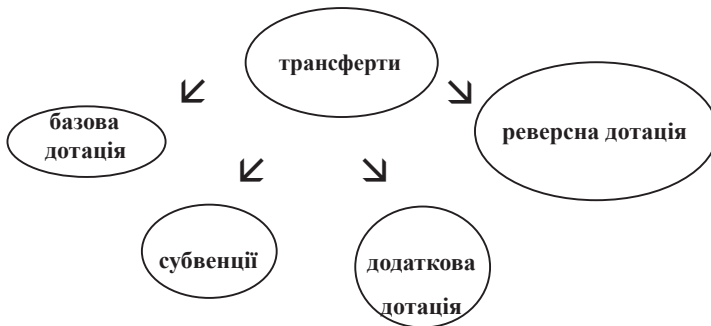 трансферти
базова
дотація
реверсна дотація
субвенції
додаткова
дотація